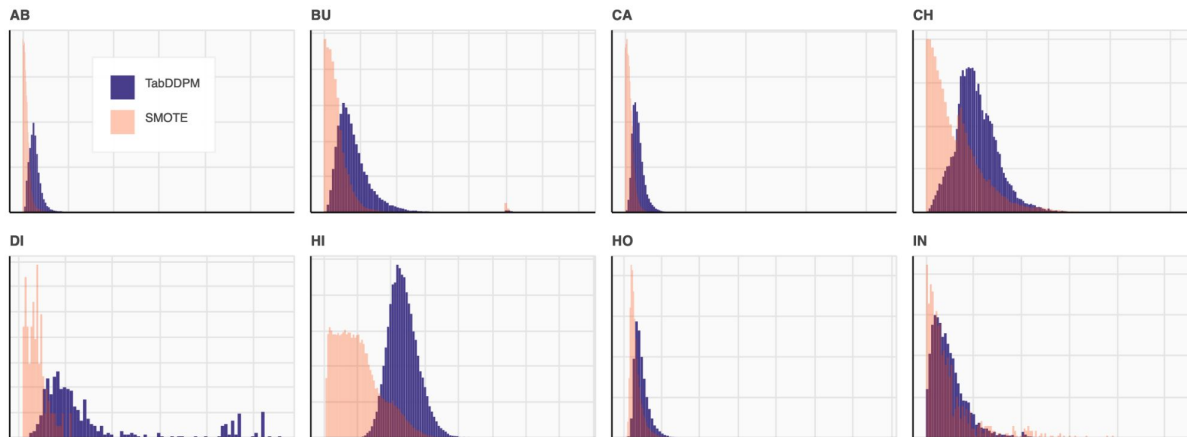 AB
BU
CA
CH
TabDDPM
SMOTE
DI
HI
HO
IN